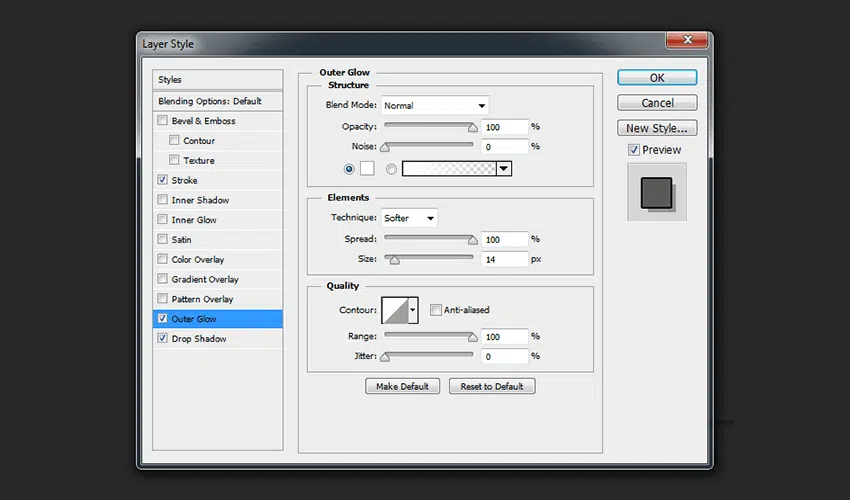 Layer Style
Styles
Blending Options: Default
Bevel & Emboss
Contour
Texture
Stroke
Inner Shadow
Inner Glow
Satin
Color Overlay
Gradient Overlay
Pattern Overlay
Outer Glow
Drop Shadow
Outer Glow
Structure
Blend Mode: Normal
Opacity: 100 %
Noise: 0 %
Elements
Technique: Softer
Spread: 100 %
Size: 14 px
Quality
Contour: Anti-aliased
Range: 100 %
Jitter: 0 %
Make Default Reset to Default
OK
Cancel
New Style...
Preview